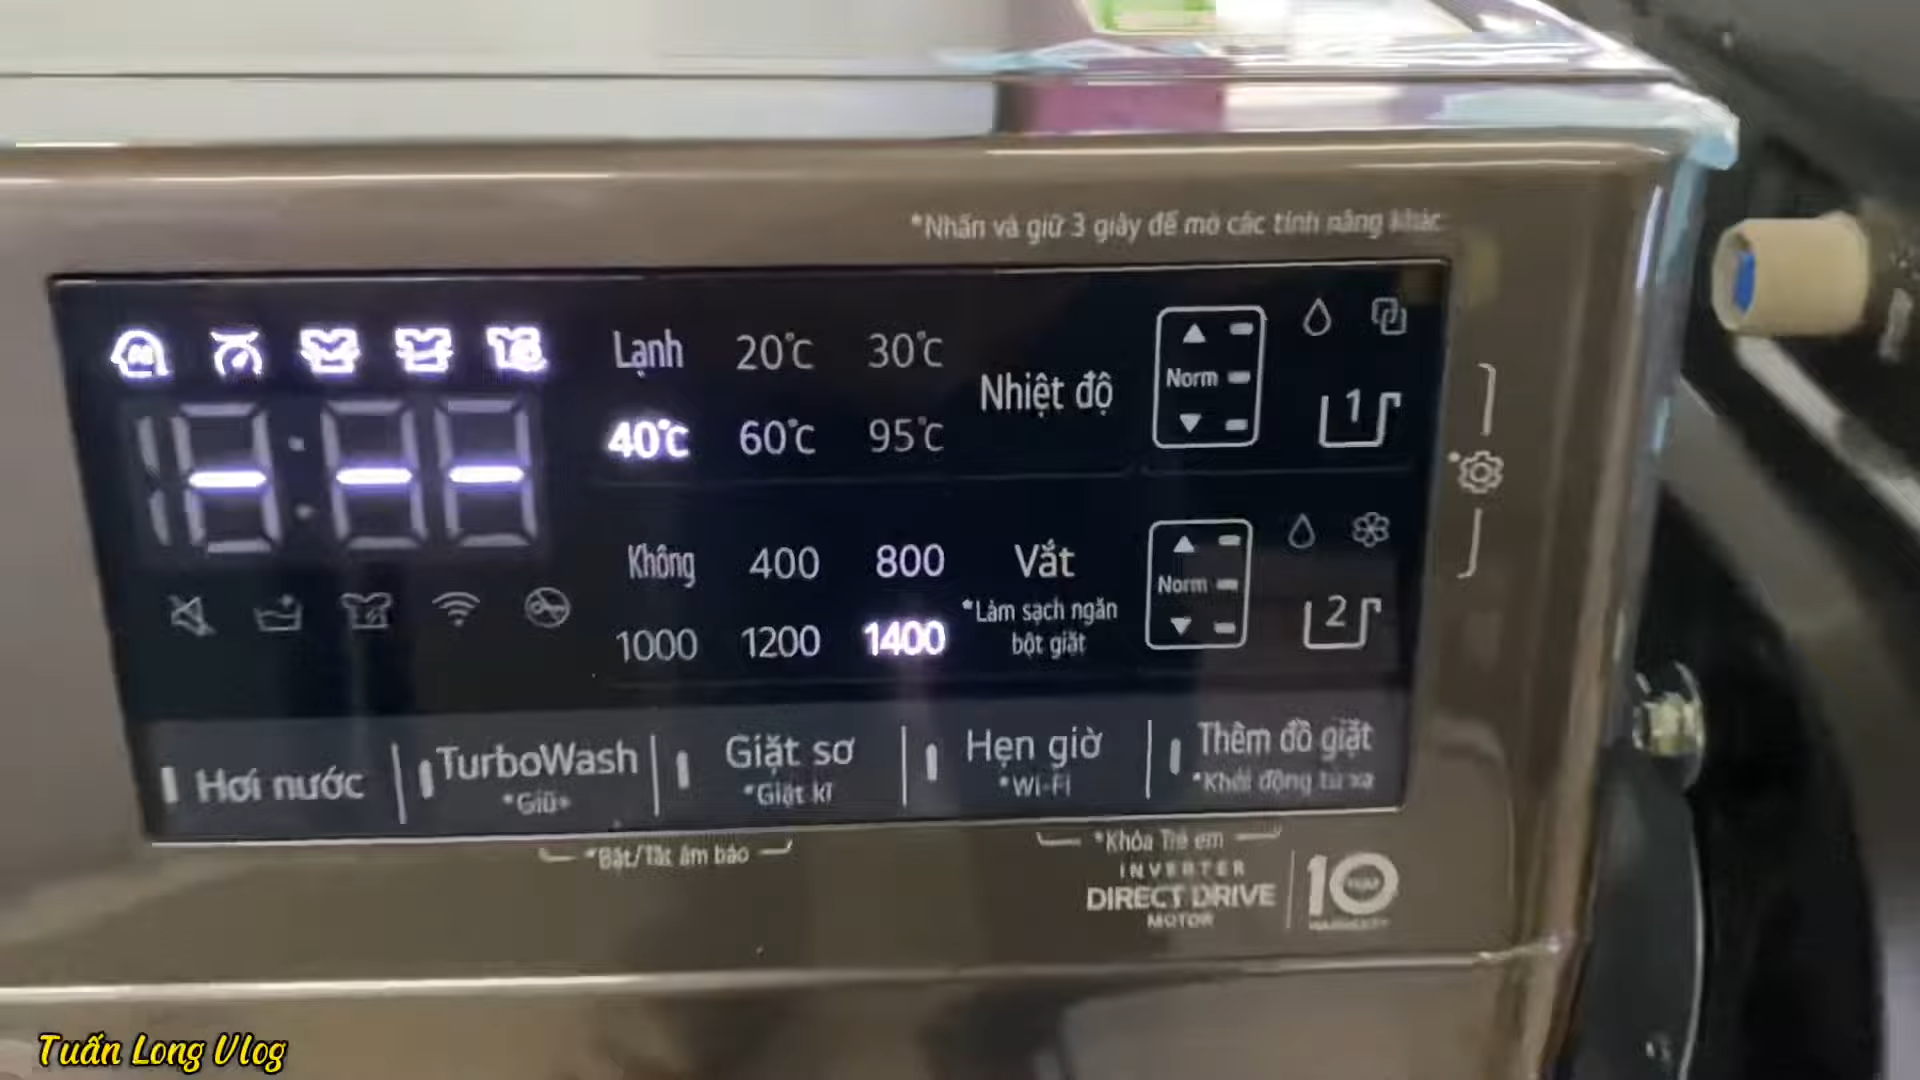 *Nhấn và giữ 3 giây để mở các tính năng khác
Lạnh 20°C 30°C
40°C 60°C 95°C
Nhiệt độ
Norm
1
Không 400 800
1000 1200 1400
Vắt
*Làm sạch ngăn
bột giặt
Norm
2
Hơi nước
TurboWash
*Giũ+
Giặt sơ
*Giặt kĩ
Hẹn giờ
*Wi-Fi
Thêm đồ giặt
*Khởi động từ xa
*Bật/Tắt âm báo
*Khóa Trẻ em
INVERTER
DIRECT DRIVE
MOTOR
10
Tuấn Long Vlog